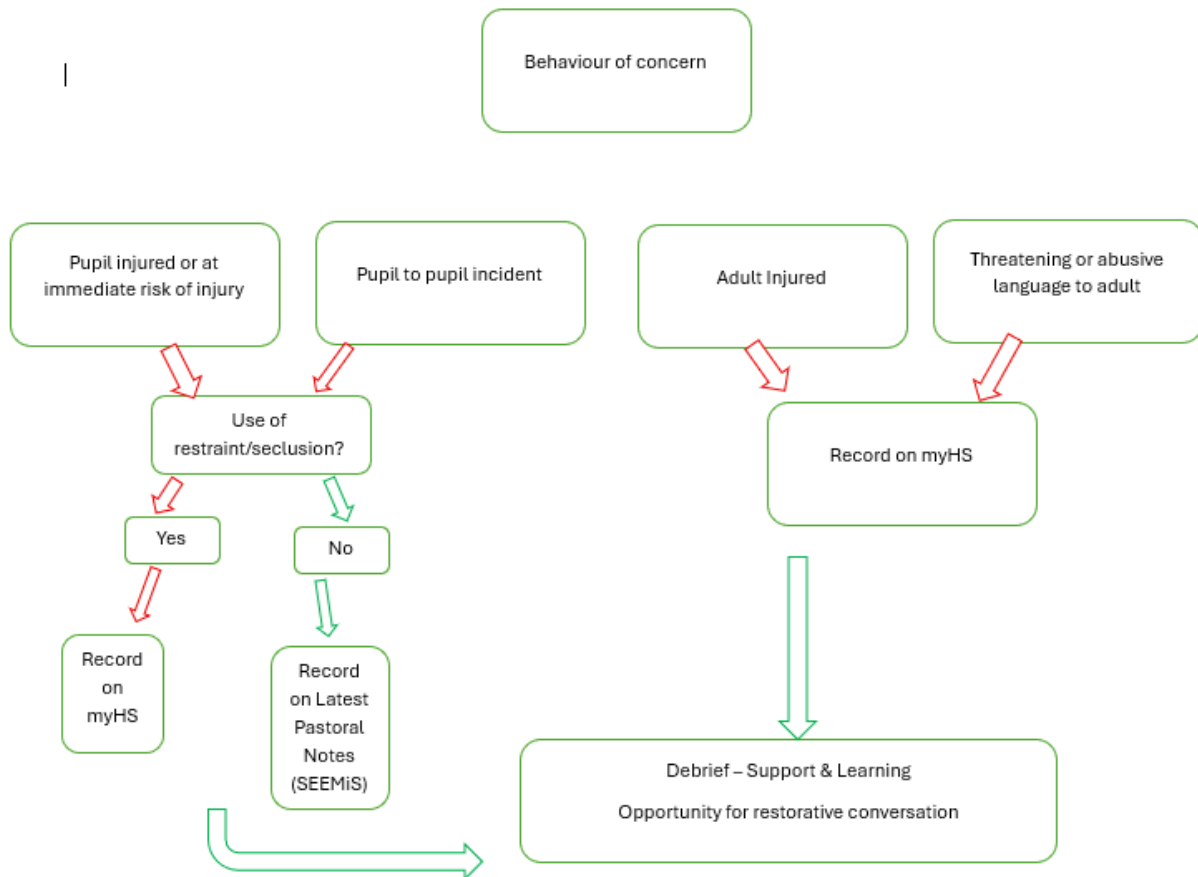 Behaviour of concern
Pupil injured or at
immediate risk of injury
Pupil to pupil incident
Adult Injured
Threatening or abusive
language to adult
Use of
restraint/seclusion?
Record on myHS
Yes
No
Record
on
myHS
Record
on Latest
Pastoral
Notes
(SEEMiS)
Debrief – Support & Learning
Opportunity for restorative conversation